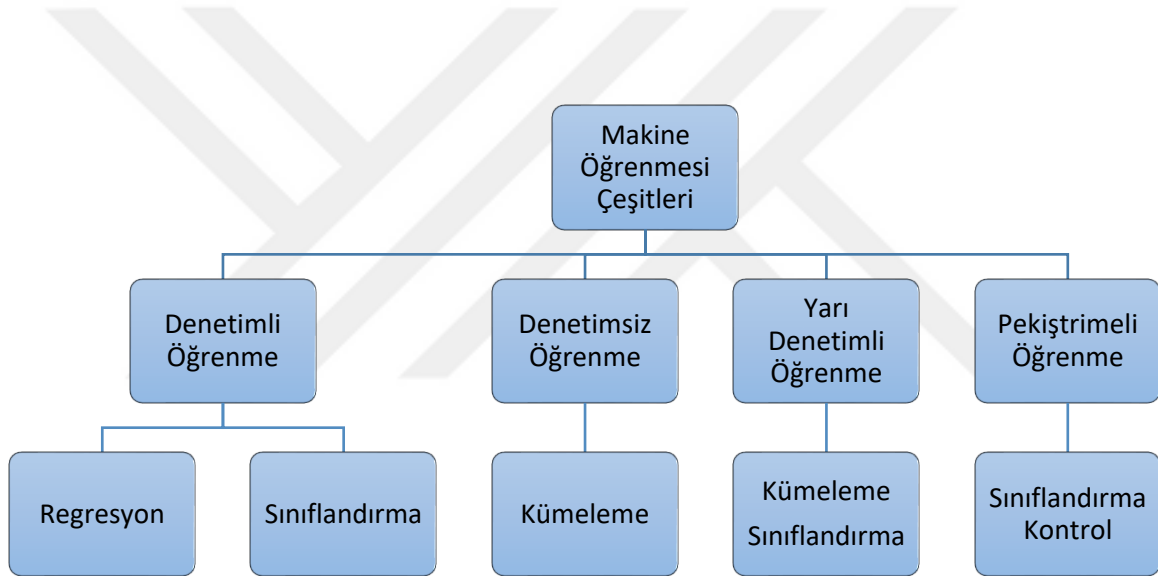 Makine
Öğrenmesi
Çeşitleri
Denetimli
Öğrenme
Denetimsiz
Öğrenme
Yarı
Denetimli
Öğrenme
Pekiştrimeli
Öğrenme
Regresyon
Sınıflandırma
Kümeleme
Kümeleme
Sınıflandırma
Sınıflandırma
Kontrol